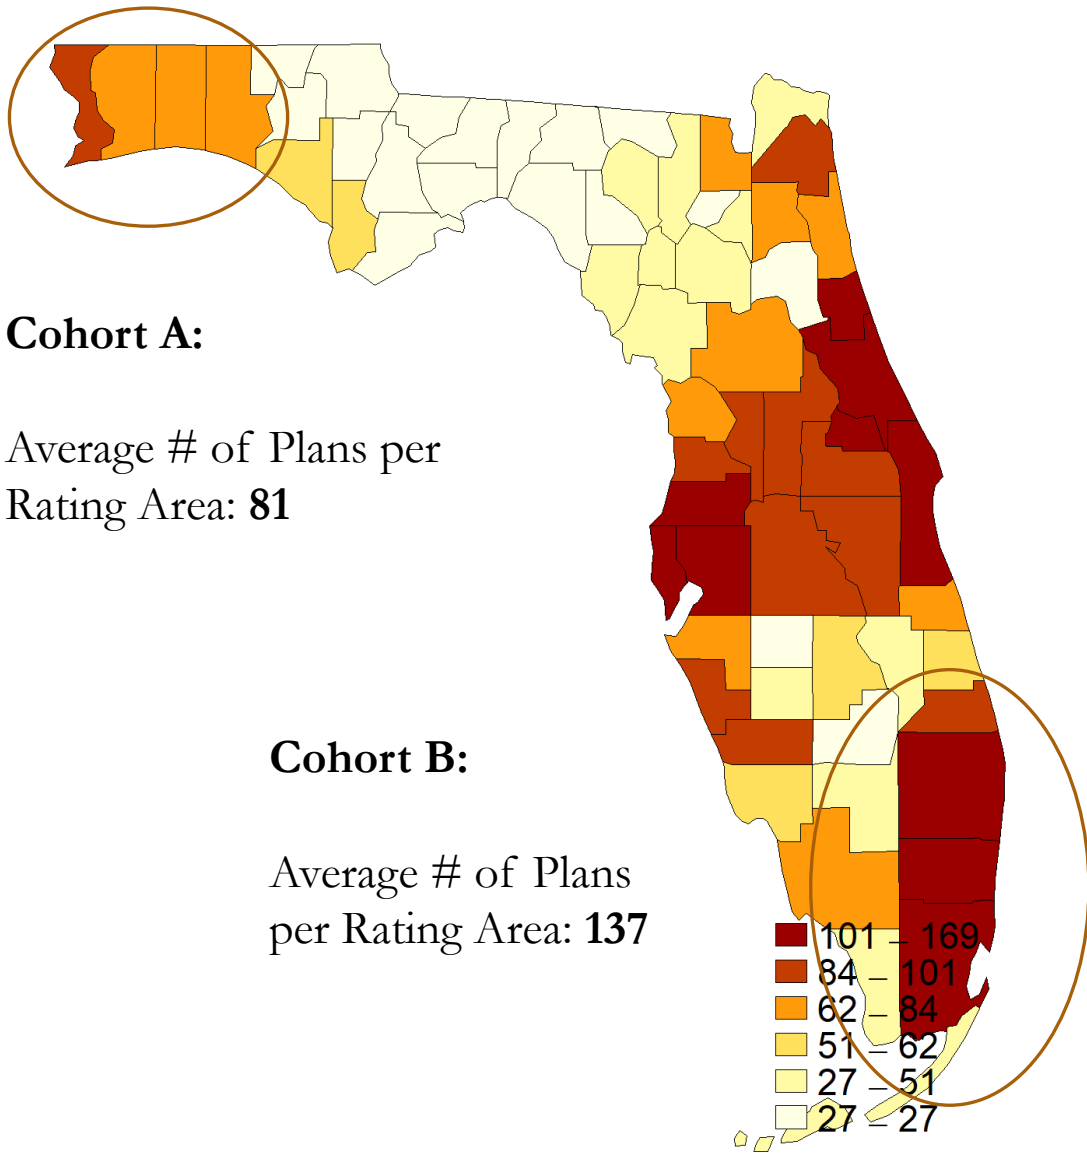 Cohort A:
Average # of Plans per
Rating Area: 81
Cohort B:
Average # of Plans
per Rating Area: 137
101 – 169
84 – 101
62 – 84
51 – 62
27 – 51
27 – 27